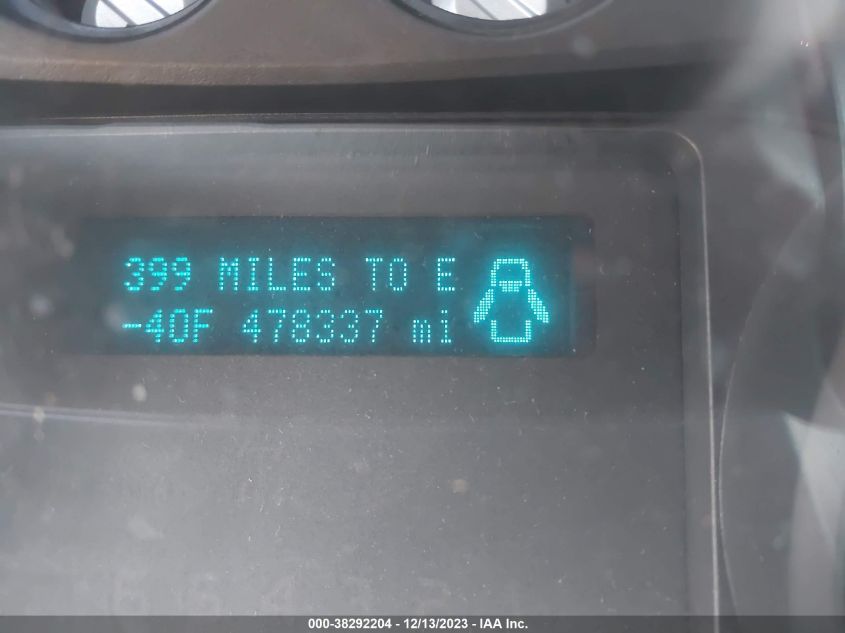 399 MILES TO E
-40F 478337 mi
000-38292204 - 12/13/2023 - IAA Inc.